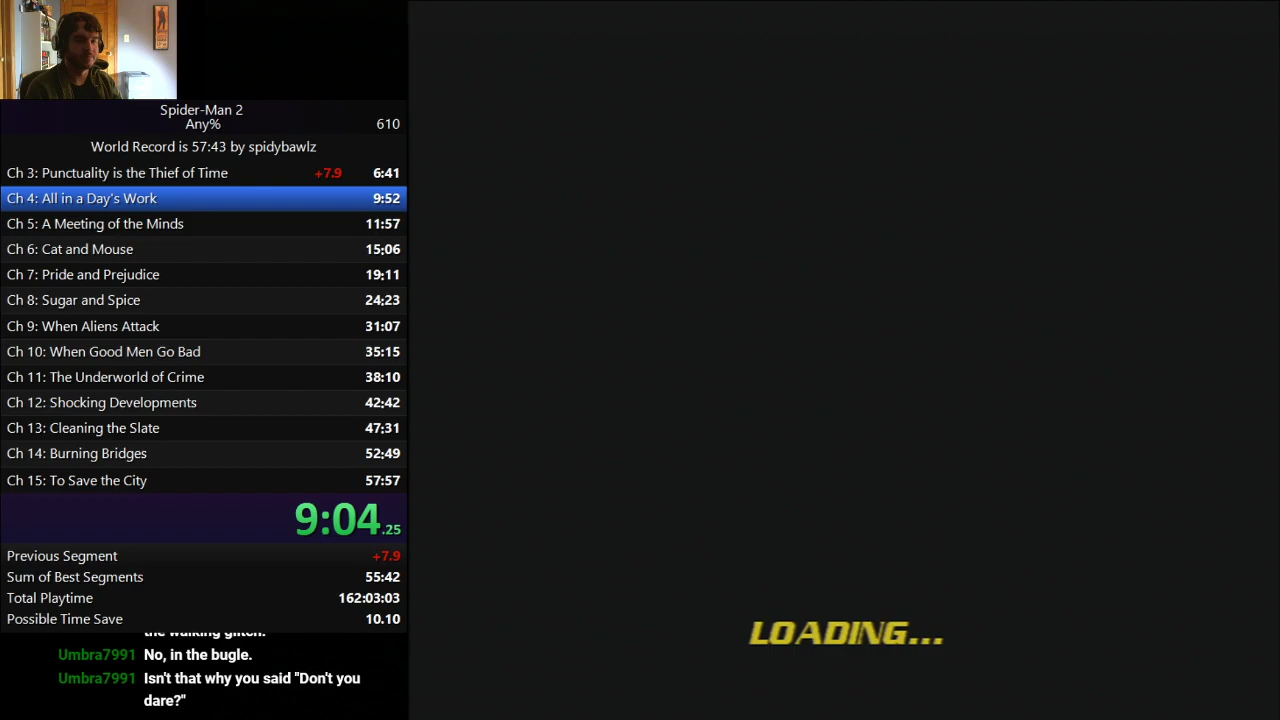 Spider-Man 2
Any% 610
World Record is 57:43 by spidybawlz
Ch 3: Punctuality is the Thief of Time +7.9 6:41
Ch 4: All in a Day's Work 9:52
Ch 5: A Meeting of the Minds 11:57
Ch 6: Cat and Mouse 15;06
Ch 7: Pride and Prejudice 19;11
Ch 8: Sugar and Spice 24;23
Ch 9: When Aliens Attack 31:07
Ch 10: When Good Men Go Bad 35:15
Ch 11: The Underworld of Crime 38:10
Ch 12: Shocking Developments 42;42
Ch 13: Cleaning the Slate 47;31
Ch 14: Burning Bridges 52;49
Ch 15: To Save the City 57:57
9:04.25
Previous Segment +7.9
Sum of Best Segments 55:42
Total Playtime 162:03:03
Possible Time Save 10.10
the walking glitch.
Umbra7991 No, in the bugle.
Umbra7991 Isn't that why you said "Don't you
dare?"
LOADING...